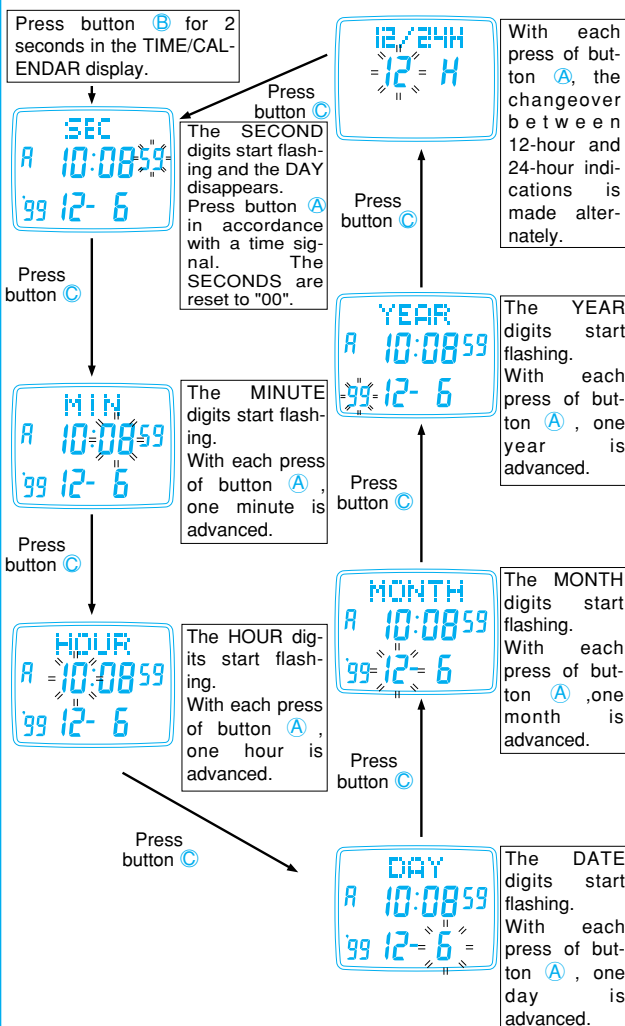 Press button Ⓑ for 2
seconds in the TIME/CAL-
ENDAR display.
SEC
A 10:08 59
'99 12- 6
The SECOND
digits start flash-
ing and the DAY
disappears.
Press button Ⓐ
in accordance
with a time sig-
nal. The
SECONDS are
reset to "00".
Press
button Ⓒ
MIN
A 10:08 59
'99 12- 6
The MINUTE
digits start flash-
ing.
With each press
of button Ⓐ ,
one minute is
advanced.
Press
button Ⓒ
HOUR
A 10:08 59
'99 12- 6
The HOUR dig-
its start flash-
ing.
With each press
of button Ⓐ ,
one hour is
advanced.
Press
button Ⓒ
DAY
A 10:08 59
'99 12- 6
The DATE
digits start
flashing.
With each
press of but-
ton Ⓐ , one
day is
advanced.
Press
button Ⓒ
MONTH
A 10:08 59
'99 12- 6
The MONTH
digits start
flashing.
With each
press of but-
ton Ⓐ ,one
month is
advanced.
Press
button Ⓒ
YEAR
A 10:08 59
'99 12- 6
The YEAR
digits start
flashing.
With each
press of but-
ton Ⓐ , one
year is
advanced.
Press
button Ⓒ
12/24H
12 H
With each
press of but-
ton Ⓐ, the
changeover
between
12-hour and
24-hour indi-
cations is
made alter-
nately.
Press
button Ⓒ